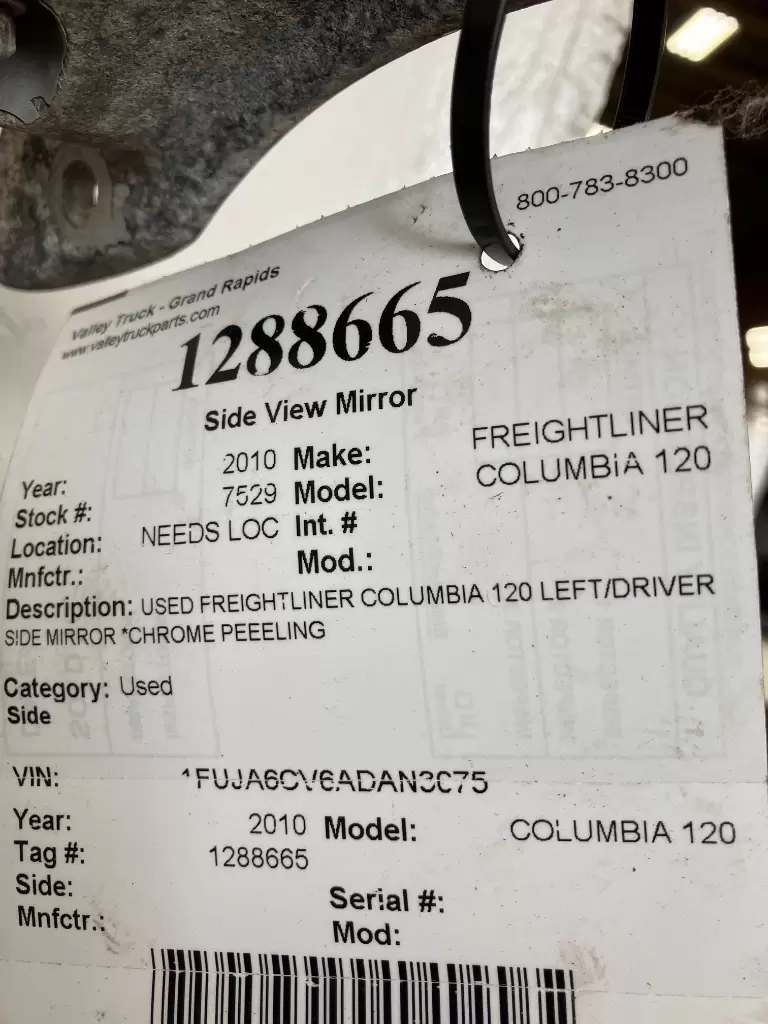 800-783-8300
Valley Truck - Grand Rapids
www.valleytruckparts.com
1288665
Side View Mirror
Year: 2010 Make: FREIGHTLINER
Stock #: 7529 Model: COLUMBIA 120
Location: NEEDS LOC Int. #
Mnfctr.: Mod.:
Description: USED FREIGHTLINER COLUMBIA 120 LEFT/DRIVER
SIDE MIRROR *CHROME PEEELING
Category: Used
Side
VIN:
Year: 2010 Model: COLUMBIA 120
Tag #: 1288665
Side: Serial #:
Mnfctr.: Mod: